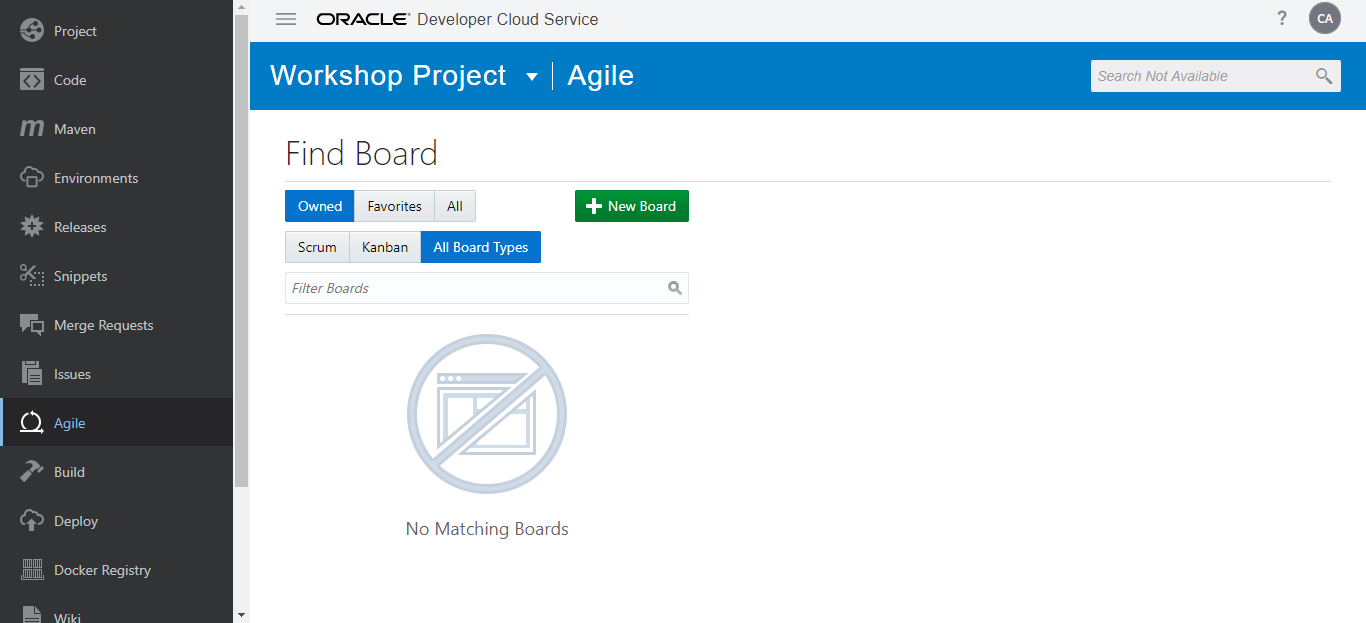 Project
Code
Maven
Environments
Releases
Snippets
Merge Requests
Issues
Agile
Build
Deploy
Docker Registry
Wiki
ORACLE Developer Cloud Service
? CA
Workshop Project Agile
Search Not Available
Find Board
Owned Favorites All New Board
Scrum Kanban All Board Types
Filter Boards
No Matching Boards